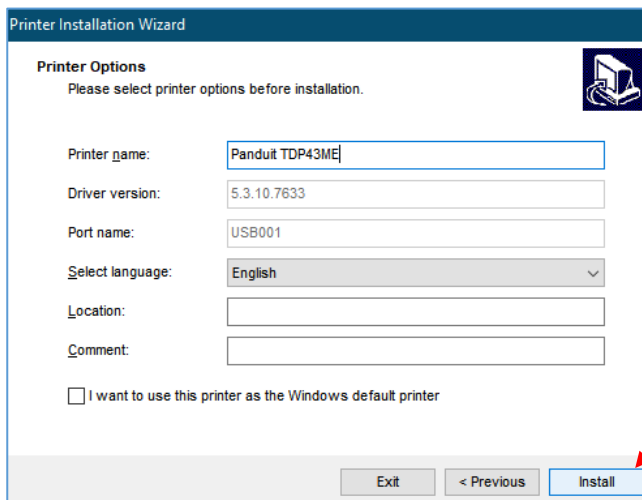 Printer Installation Wizard
Printer Options
Please select printer options before installation.
Printer name: Panduit TDP43ME
Driver version: 5.3.10.7633
Port name: USB001
Select language: English
Location:
Comment:
I want to use this printer as the Windows default printer
Exit < Previous Install